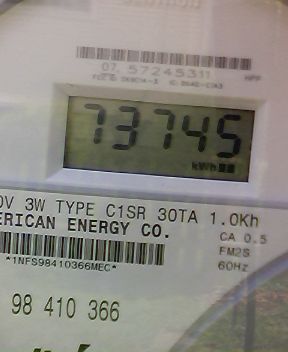 07 57245311
HPP
73745
kWh
0V 3W TYPE C1SR 30TA 1.0Kh
ERICAN ENERGY CO.
CA 0.5
FM2S
60Hz
*1NFS98410366MEC*
98 410 366